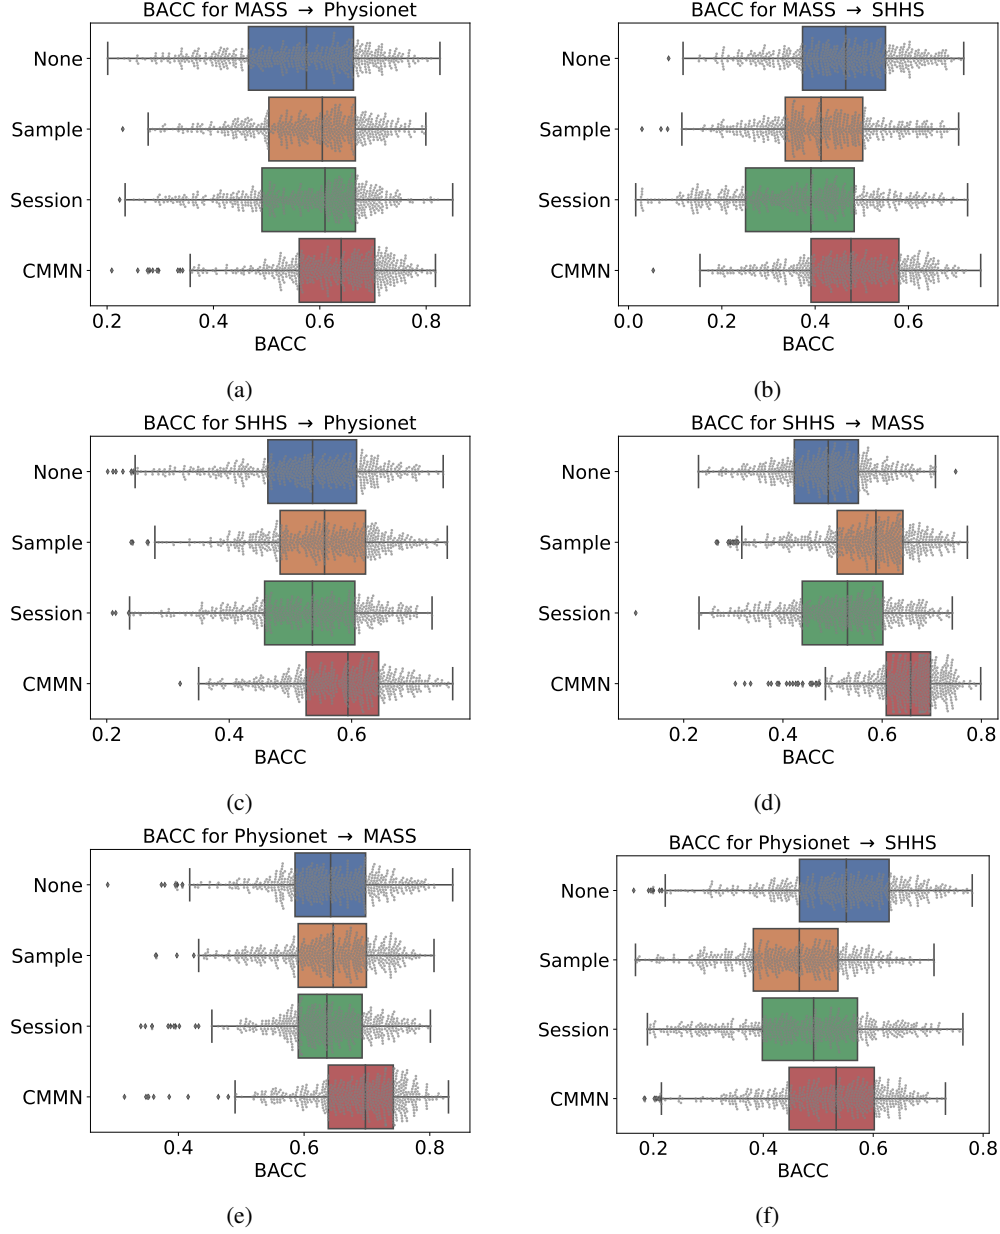 BACC for MASS → Physionet
None
Sample
Session
CMMN
0.2 0.4 0.6 0.8
BACC
(a)
BACC for MASS → SHHS
None
Sample
Session
CMMN
0.0 0.2 0.4 0.6
BACC
(b)
BACC for SHHS → Physionet
None
Sample
Session
CMMN
0.2 0.4 0.6
BACC
(c)
BACC for SHHS → MASS
None
Sample
Session
CMMN
0.2 0.4 0.6 0.8
BACC
(d)
BACC for Physionet → MASS
None
Sample
Session
CMMN
0.4 0.6 0.8
BACC
(e)
BACC for Physionet → SHHS
None
Sample
Session
CMMN
0.2 0.4 0.6 0.8
BACC
(f)